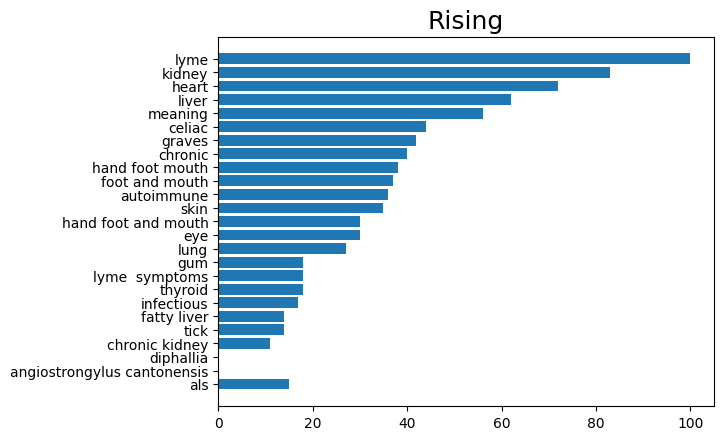 Rising
lyme
kidney
heart
liver
meaning
celiac
graves
chronic
hand foot mouth
foot and mouth
autoimmune
skin
hand foot and mouth
eye
lung
gum
lyme  symptoms
thyroid
infectious
fatty liver
tick
chronic kidney
diphallia
angiostrongylus cantonensis
als
0 20 40 60 80 100